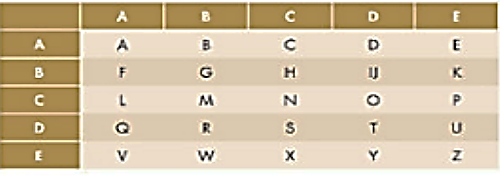 A B C D E
A A B C D E
B F G H IJ K
C L M N O P
D Q R S T U
E V W X Y Z